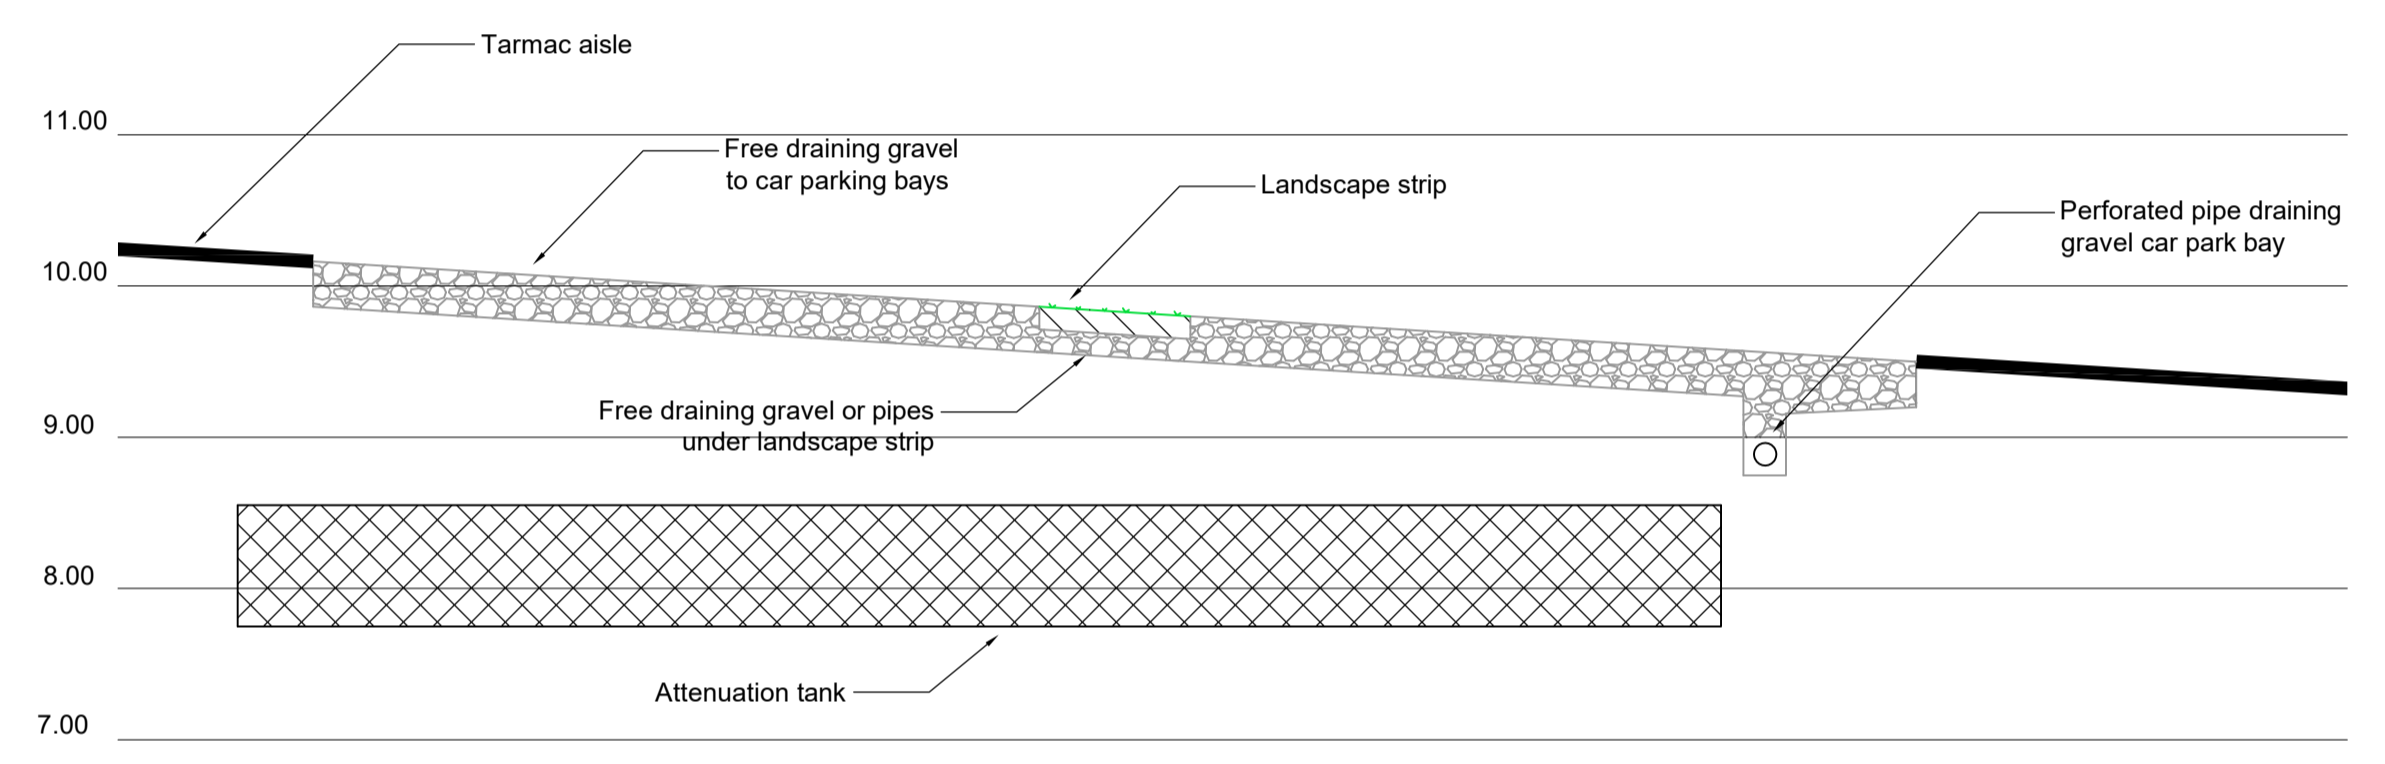 Tarmac aisle
11.00
Free draining gravel
to car parking bays
Landscape strip
Perforated pipe draining
gravel car park bay
10.00
Free draining gravel or pipes
under landscape strip
9.00
8.00
Attenuation tank
7.00